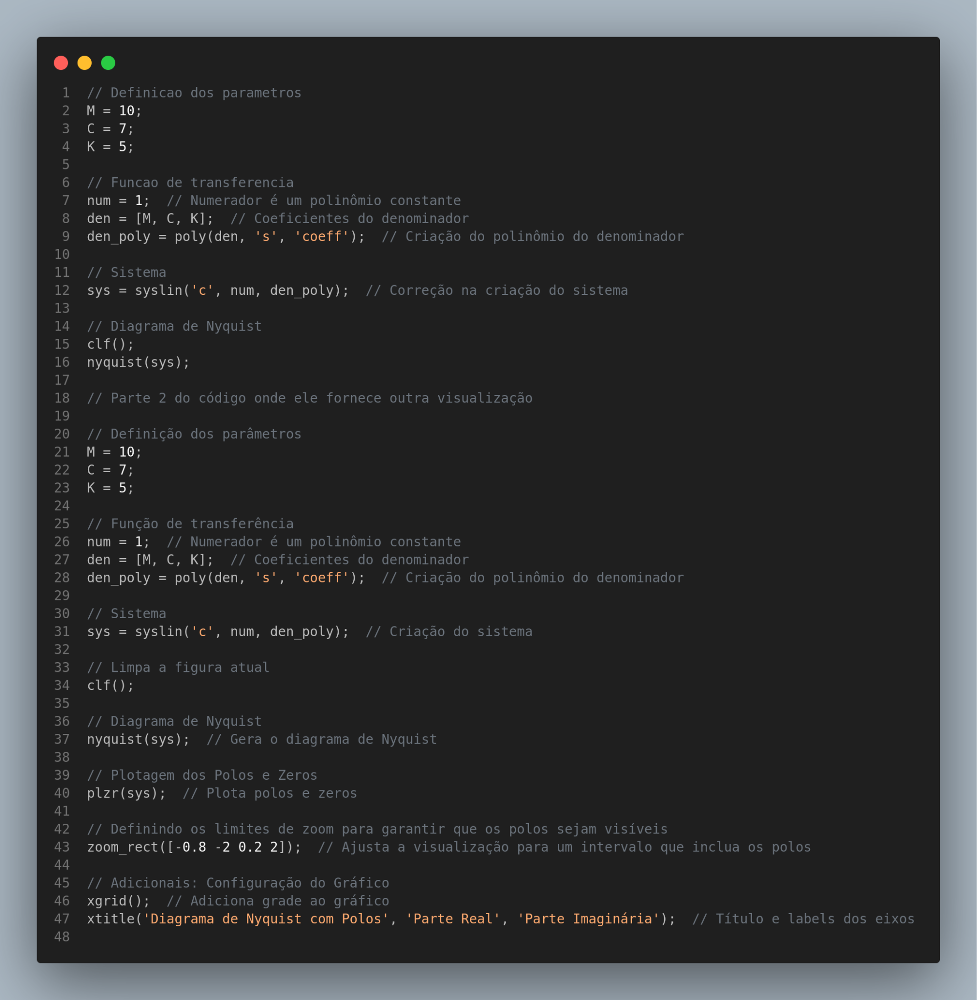 1 // Definicao dos parametros
2 M = 10;
3 C = 7;
4 K = 5;
5
6 // Funcao de transferencia
7 num = 1;  // Numerador é um polinômio constante
8 den = [M, C, K];  // Coeficientes do denominador
9 den_poly = poly(den, 's', 'coeff');  // Criação do polinômio do denominador
10
11 // Sistema
12 sys = syslin('c', num, den_poly);  // Correção na criação do sistema
13
14 // Diagrama de Nyquist
15 clf();
16 nyquist(sys);
17
18 // Parte 2 do código onde ele fornece outra visualização
19
20 // Definição dos parâmetros
21 M = 10;
22 C = 7;
23 K = 5;
24
25 // Função de transferência
26 num = 1;  // Numerador é um polinômio constante
27 den = [M, C, K];  // Coeficientes do denominador
28 den_poly = poly(den, 's', 'coeff');  // Criação do polinômio do denominador
29
30 // Sistema
31 sys = syslin('c', num, den_poly);  // Criação do sistema
32
33 // Limpa a figura atual
34 clf();
35
36 // Diagrama de Nyquist
37 nyquist(sys);  // Gera o diagrama de Nyquist
38
39 // Plotagem dos Polos e Zeros
40 plzr(sys);  // Plota polos e zeros
41
42 // Definindo os limites de zoom para garantir que os polos sejam visíveis
43 zoom_rect([-0.8 -2 0.2 2]);  // Ajusta a visualização para um intervalo que inclua os polos
44
45 // Adicionais: Configuração do Gráfico
46 xgrid();  // Adiciona grade ao gráfico
47 xtitle('Diagrama de Nyquist com Polos', 'Parte Real', 'Parte Imaginária');  // Título e labels dos eixos
48